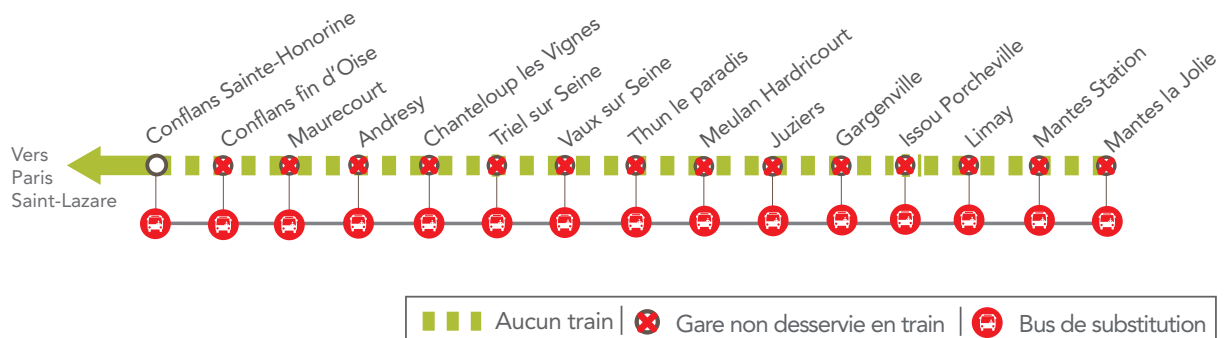 Conflans Sainte-Honorine
Conflans fin d'Oise
Maurecourt
Andresy
Chanteloup les Vignes
Triel sur Seine
Vaux sur Seine
Thun le paradis
Meulan Hardricourt
Juziers
Gargenville
Issou Porcheville
Limay
Mantes Station
Mantes la Jolie
Vers
Paris
Saint-Lazare
Aucun train
Gare non desservie en train
Bus de substitution